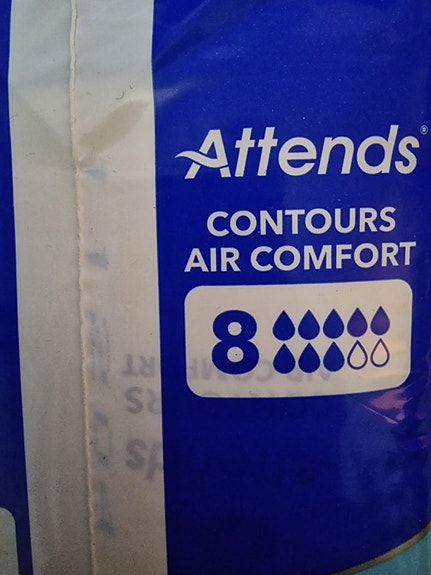 Attends®
CONTOURS
AIR COMFORT
8